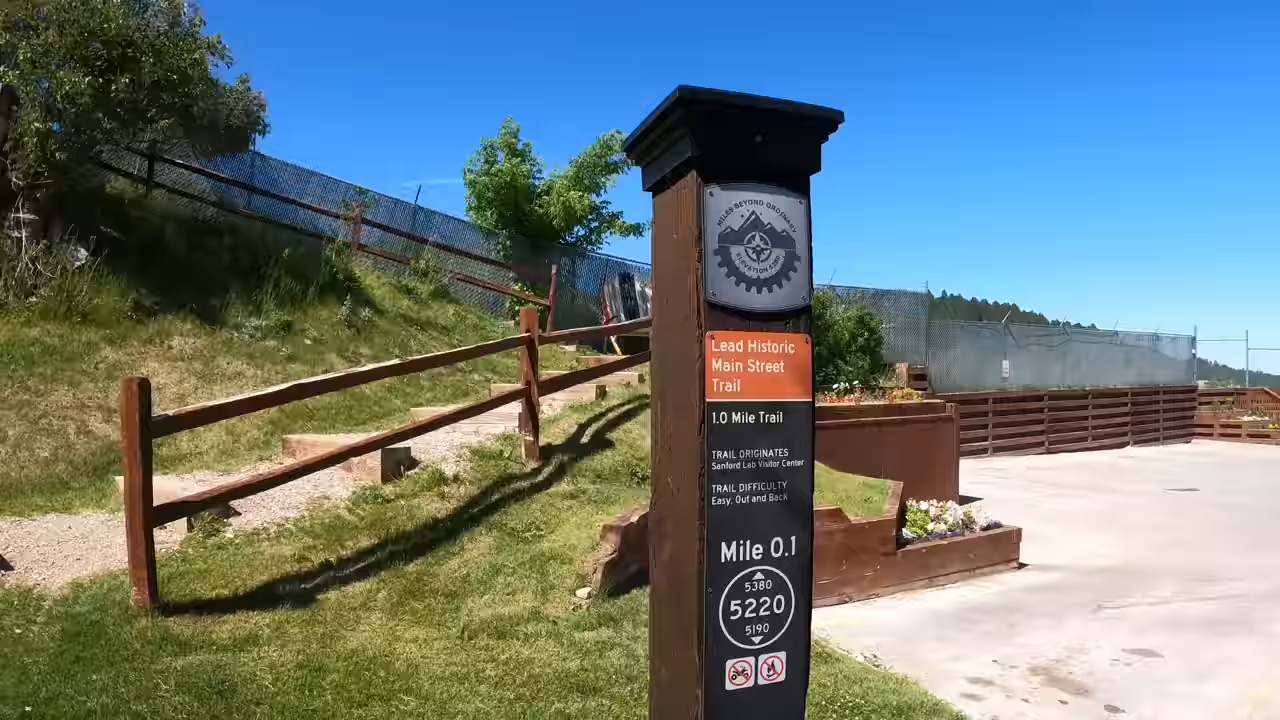 MILES BEYOND ORDINARY
ELEVATION 5280
Lead Historic
Main Street
Trail
1.0 Mile Trail
TRAIL ORIGINATES
Sanford Lab Visitor Center
TRAIL DIFFICULTY
Easy, Out and Back
Mile 0.1
5380
5220
5190